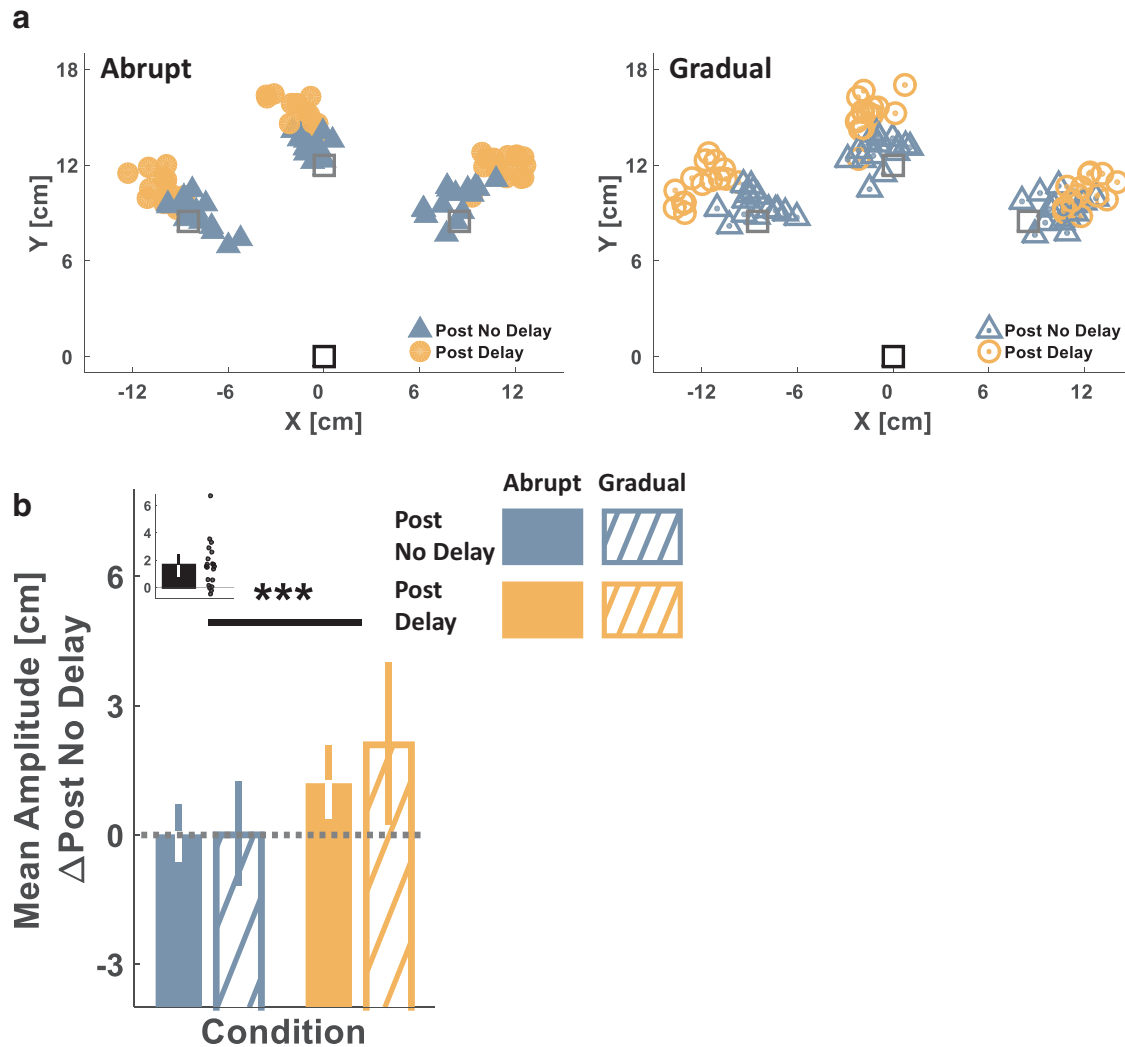 a
Abrupt
18
12
6
0
Y [cm]
-12 -6 0 6 12
X [cm]
Post No Delay
Post Delay
Gradual
18
12
6
0
Y [cm]
-12 -6 0 6 12
X [cm]
Post No Delay
Post Delay
b
Abrupt Gradual
Post
No Delay
Post
Delay
6
4
2
0
***
6
3
0
-3
Mean Amplitude [cm]
△Post No Delay
Condition